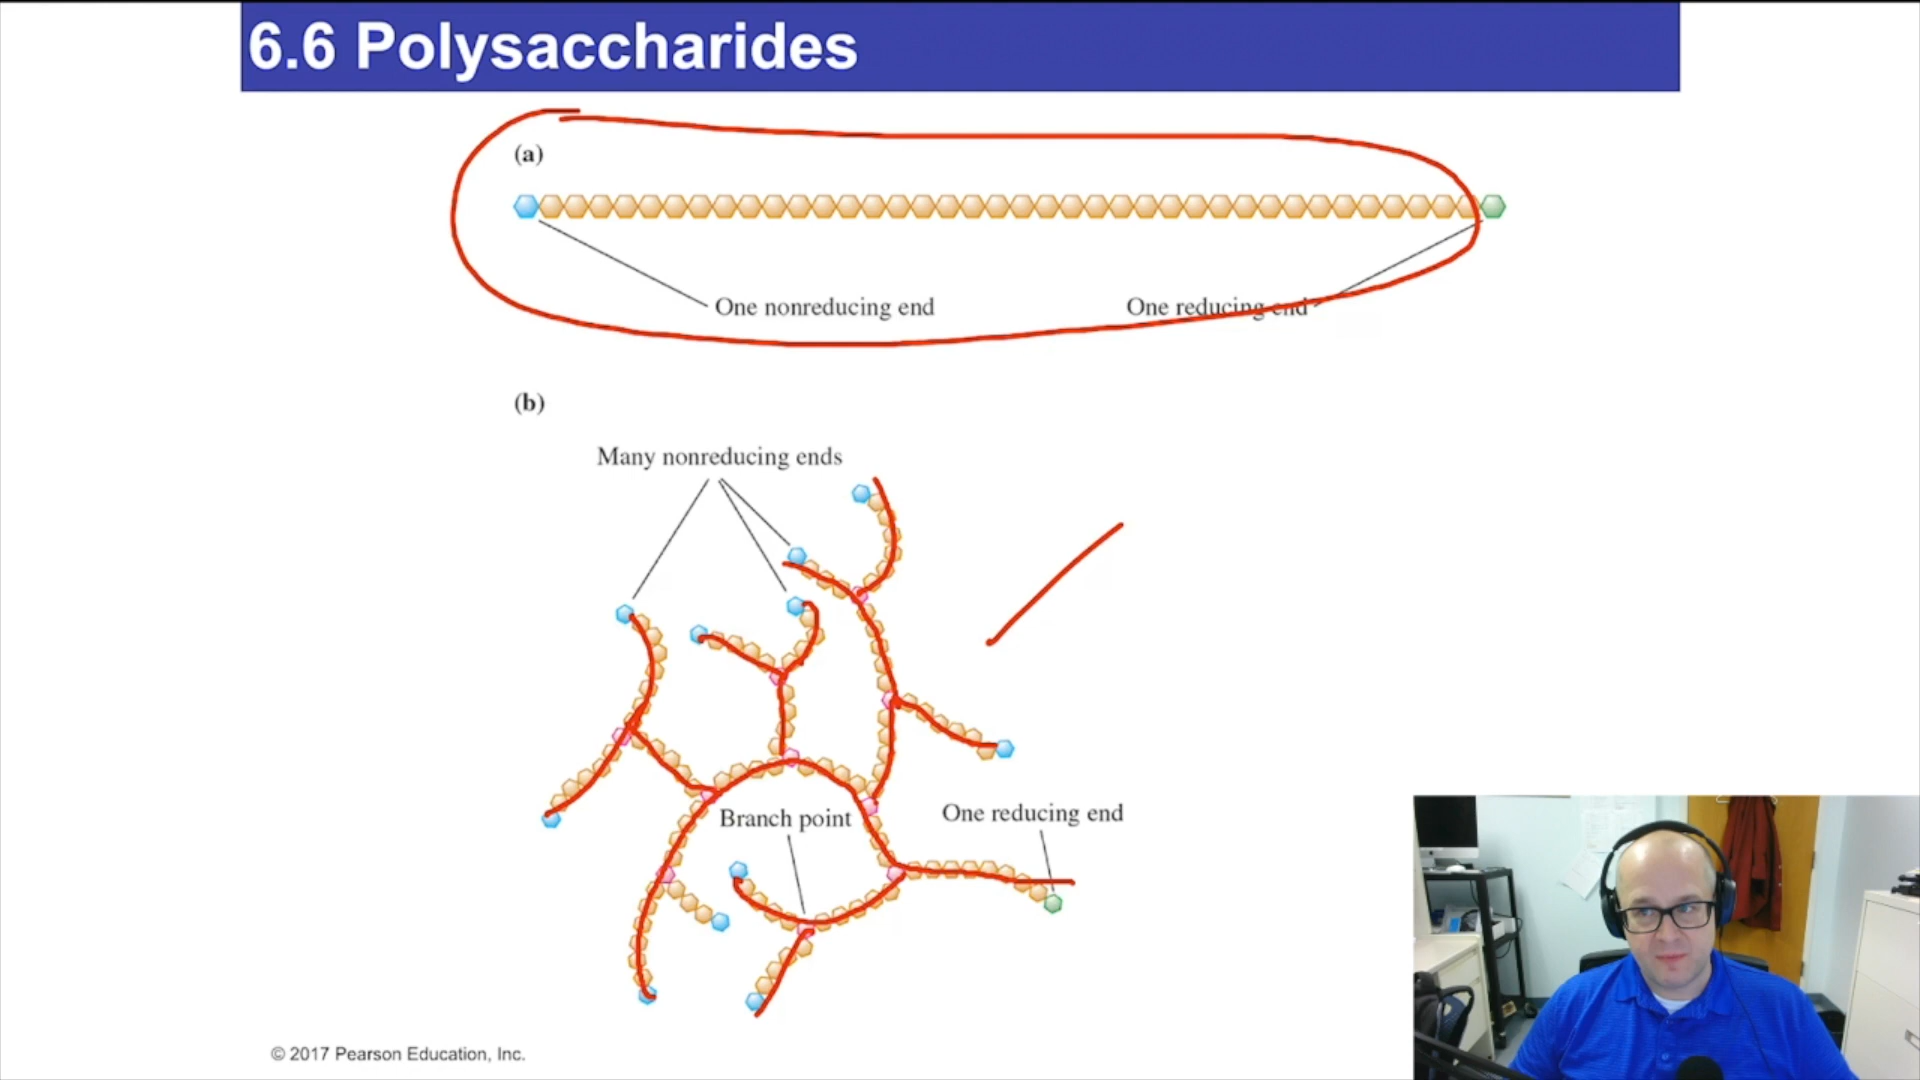 6.6 Polysaccharides
(a)
One nonreducing end
One reducing end
(b)
Many nonreducing ends
Branch point
One reducing end
© 2017 Pearson Education, Inc.